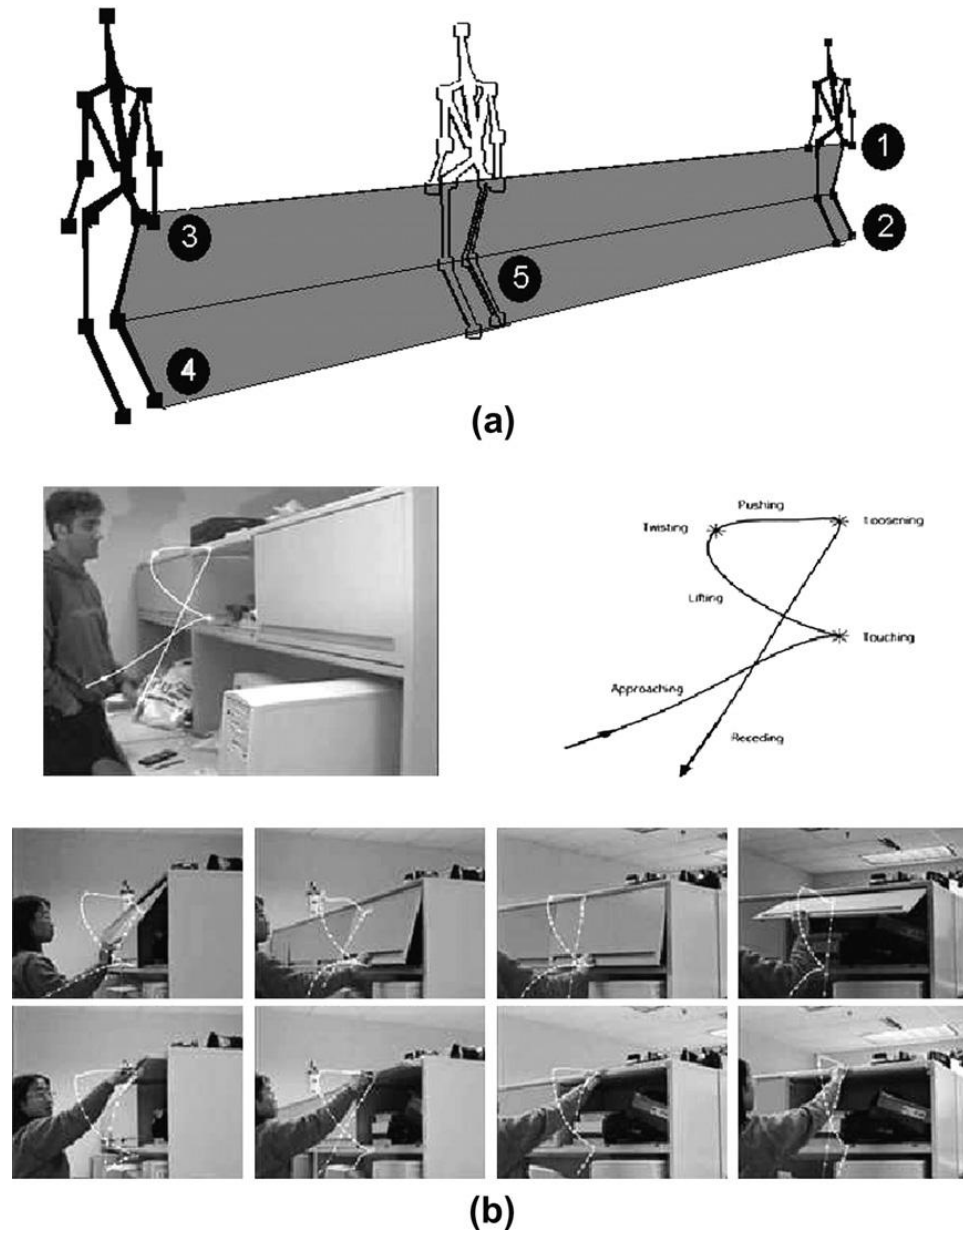 1
2
3
5
4
(a)
Pushing
Twisting
Loosening
Lifting
Touching
Approaching
Receding
(b)